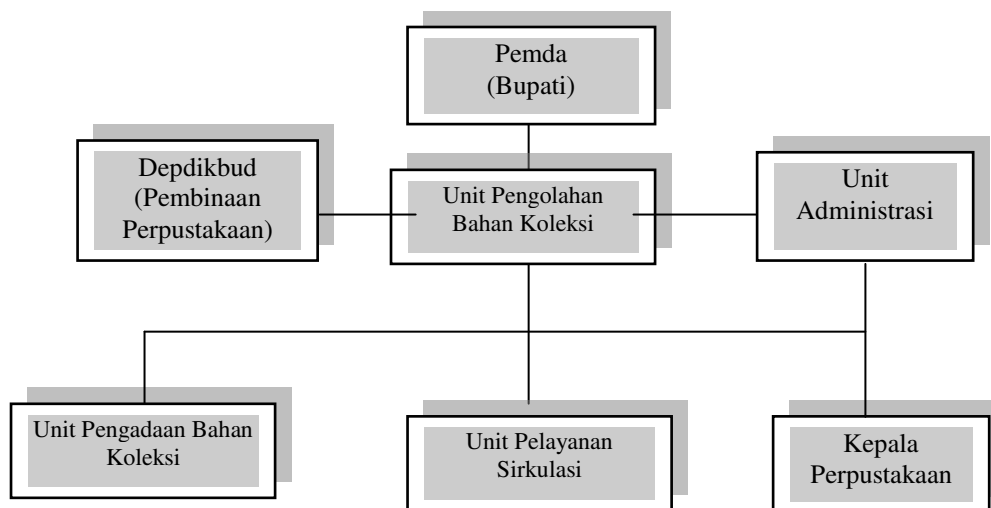 Pemda
(Bupati)
Depdikbud
(Pembinaan
Perpustakaan)
Unit Pengolahan
Bahan Koleksi
Unit
Administrasi
Unit Pengadaan Bahan
Koleksi
Unit Pelayanan
Sirkulasi
Kepala
Perpustakaan